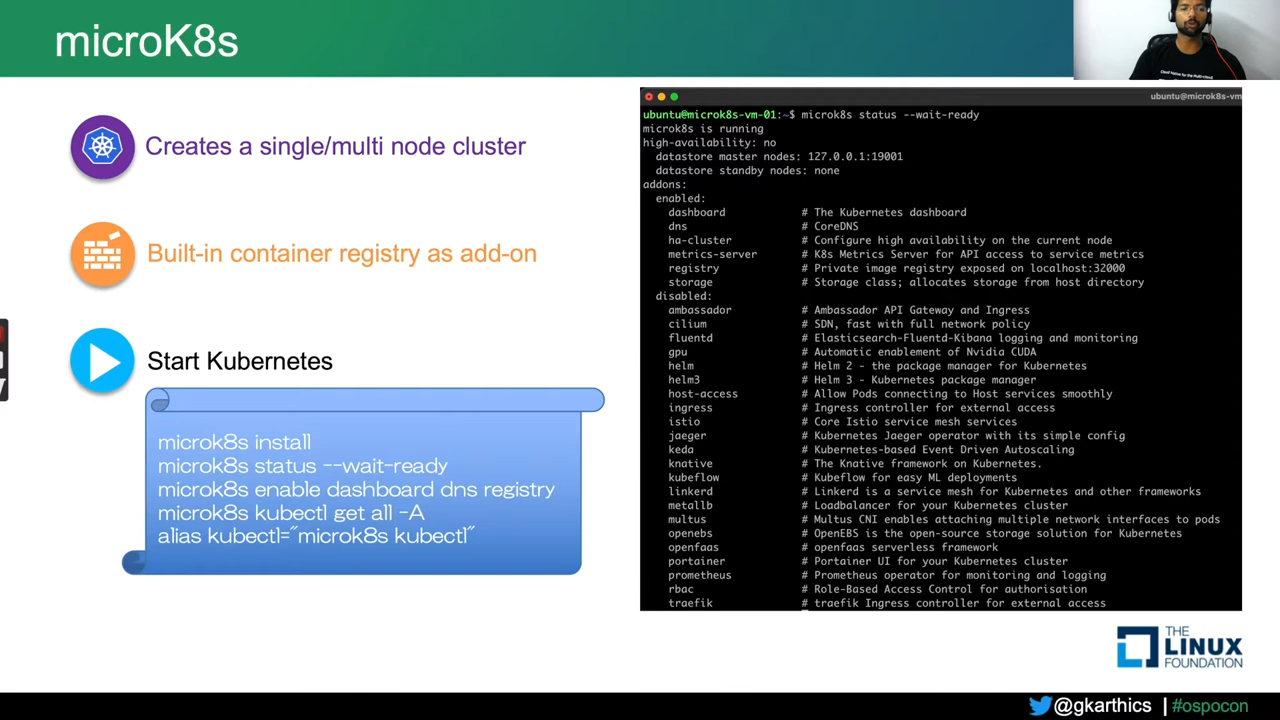 microK8s
Creates a single/multi node cluster
Built-in container registry as add-on
Start Kubernetes
microk8s install
microk8s status --wait-ready
microk8s enable dashboard dns registry
microk8s kubectl get all -A
alias kubectl="microk8s kubectl"
ubuntu@microk8s-vm
ubuntu@microk8s-vm-01:~$ microk8s status --wait-ready
microk8s is running
high-availability: no
datastore master nodes: 127.0.0.1:19001
datastore standby nodes: none
addons:
enabled:
dashboard # The Kubernetes dashboard
dns # CoreDNS
ha-cluster # Configure high availability on the current node
metrics-server # K8s Metrics Server for API access to service metrics
registry # Private image registry exposed on localhost:32000
storage # Storage class; allocates storage from host directory
disabled:
ambassador # Ambassador API Gateway and Ingress
cilium # SDN, fast with full network policy
fluentd # Elasticsearch-Fluentd-Kibana logging and monitoring
gpu # Automatic enablement of Nvidia CUDA
helm # Helm 2 - the package manager for Kubernetes
helm3 # Helm 3 - Kubernetes package manager
host-access # Allow Pods connecting to Host services smoothly
ingress # Ingress controller for external access
istio # Core Istio service mesh services
jaeger # Kubernetes Jaeger operator with its simple config
keda # Kubernetes-based Event Driven Autoscaling
knative # The Knative framework on Kubernetes.
kubeflow # Kubeflow for easy ML deployments
linkerd # Linkerd is a service mesh for Kubernetes and other frameworks
metallb # Loadbalancer for your Kubernetes cluster
multus # Multus CNI enables attaching multiple network interfaces to pods
openebs # OpenEBS is the open-source storage solution for Kubernetes
openfaas # openfaas serverless framework
portainer # Portainer UI for your Kubernetes cluster
prometheus # Prometheus operator for monitoring and logging
rbac # Role-Based Access Control for authorisation
traefik # traefik Ingress controller for external access
THE
LINUX
FOUNDATION
@gkarthics | #ospocon